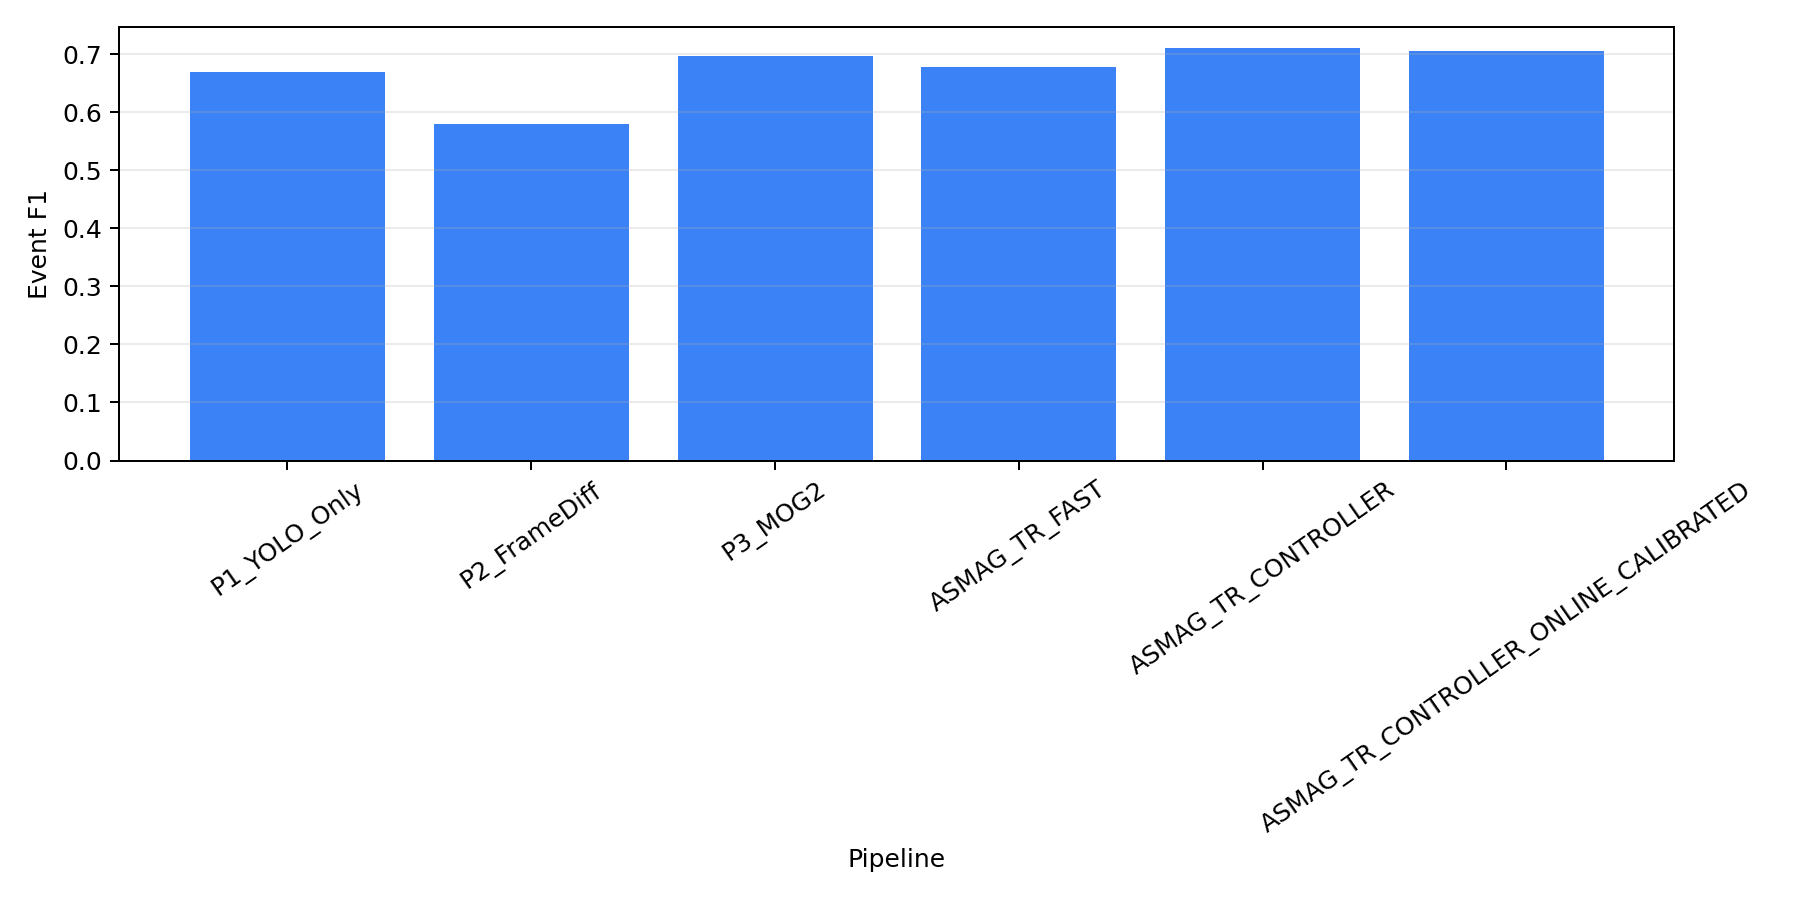 Event F1
0.7
0.6
0.5
0.4
0.3
0.2
0.1
0.0
P1_YOLO_Only
P2_FrameDiff
P3_MOG2
ASMAG_TR_FAST
ASMAG_TR_CONTROLLER
ASMAG_TR_CONTROLLER_ONLINE_CALIBRATED
Pipeline